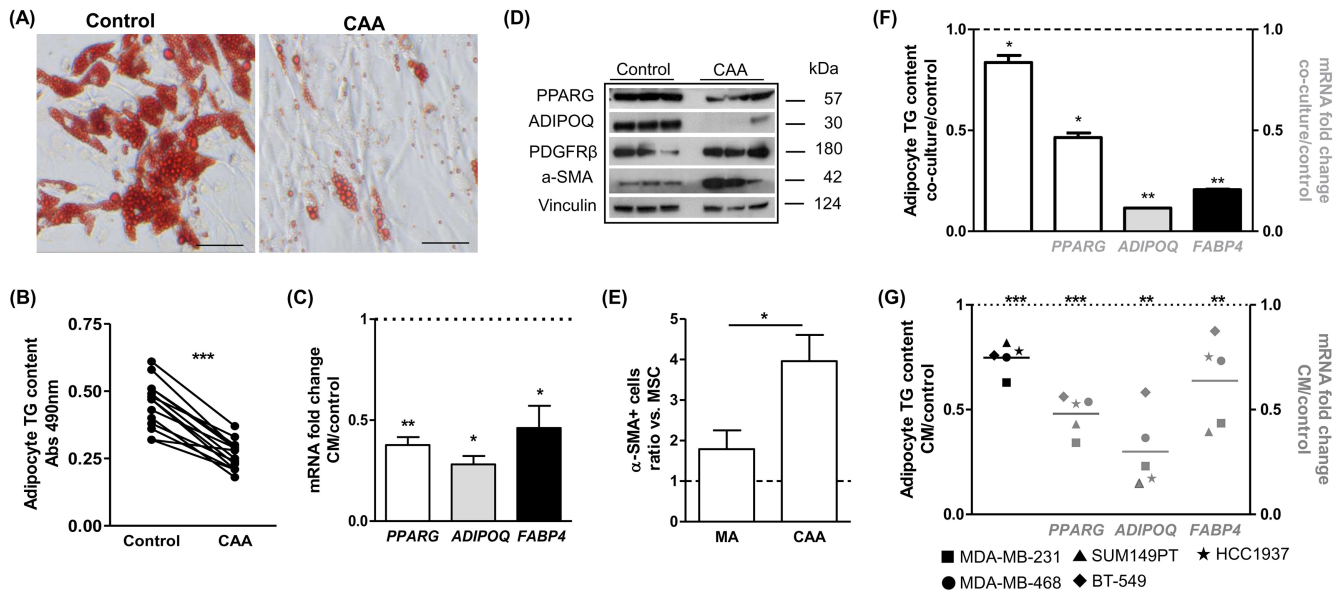 (A)
Control
CAA
(B)
Adipocyte TG content
Abs 490nm
0.75
0.50
0.25
0.00
***
Control
CAA
(C)
mRNA fold change
CM/control
1
0.5
0.0
**
*
*
PPARG
ADIPOQ
FABP4
(D)
Control
CAA
kDa
PPARG
57
ADIPOQ
30
PDGFRβ
180
a-SMA
42
Vinculin
124
(E)
α-SMA+ cells
ratio vs. MSC
5
4
3
2
1
0
*
MA
CAA
(F)
Adipocyte TG content
co-culture/control
1.0
0.5
0.0
*
*
**
**
PPARG
ADIPOQ
FABP4
1.0
0.5
0.0
mRNA fold change
co-culture/control
(G)
Adipocyte TG content
CM/control
1
0.5
0.0
***
***
**
**
PPARG
ADIPOQ
FABP4
1.0
0.5
0.0
mRNA fold change
CM/control
MDA-MB-231
SUM149PT
HCC1937
MDA-MB-468
BT-549